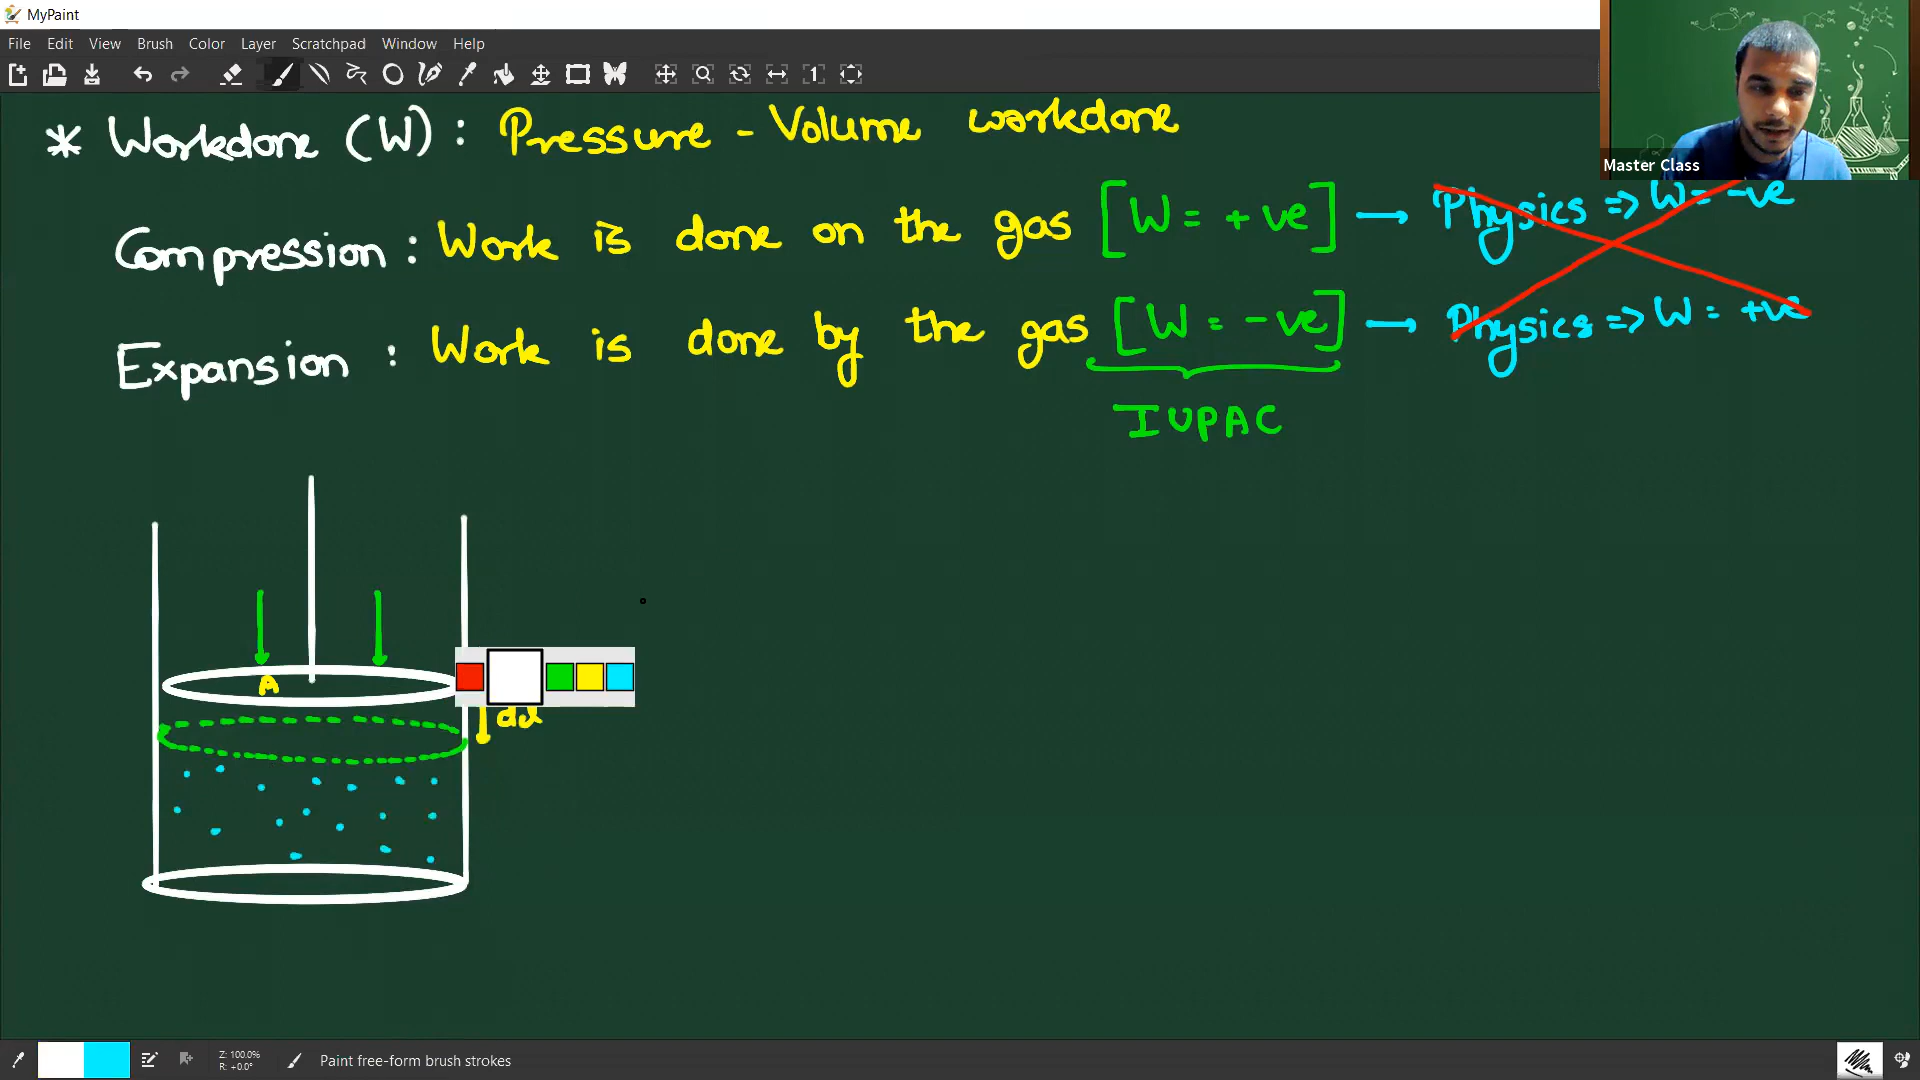 MyPaint
File Edit View Brush Color Layer Scratchpad Window Help
* Workdone (W) : Pressure - Volume workdone
Master Class
Compression : Work is done on the gas [W = +ve] → Physics => W = -ve
Expansion : Work is done by the gas [W = -ve] → Physics => W = +ve
IUPAC
A
Z: 100.0%
R: +0.0°
Paint free-form brush strokes